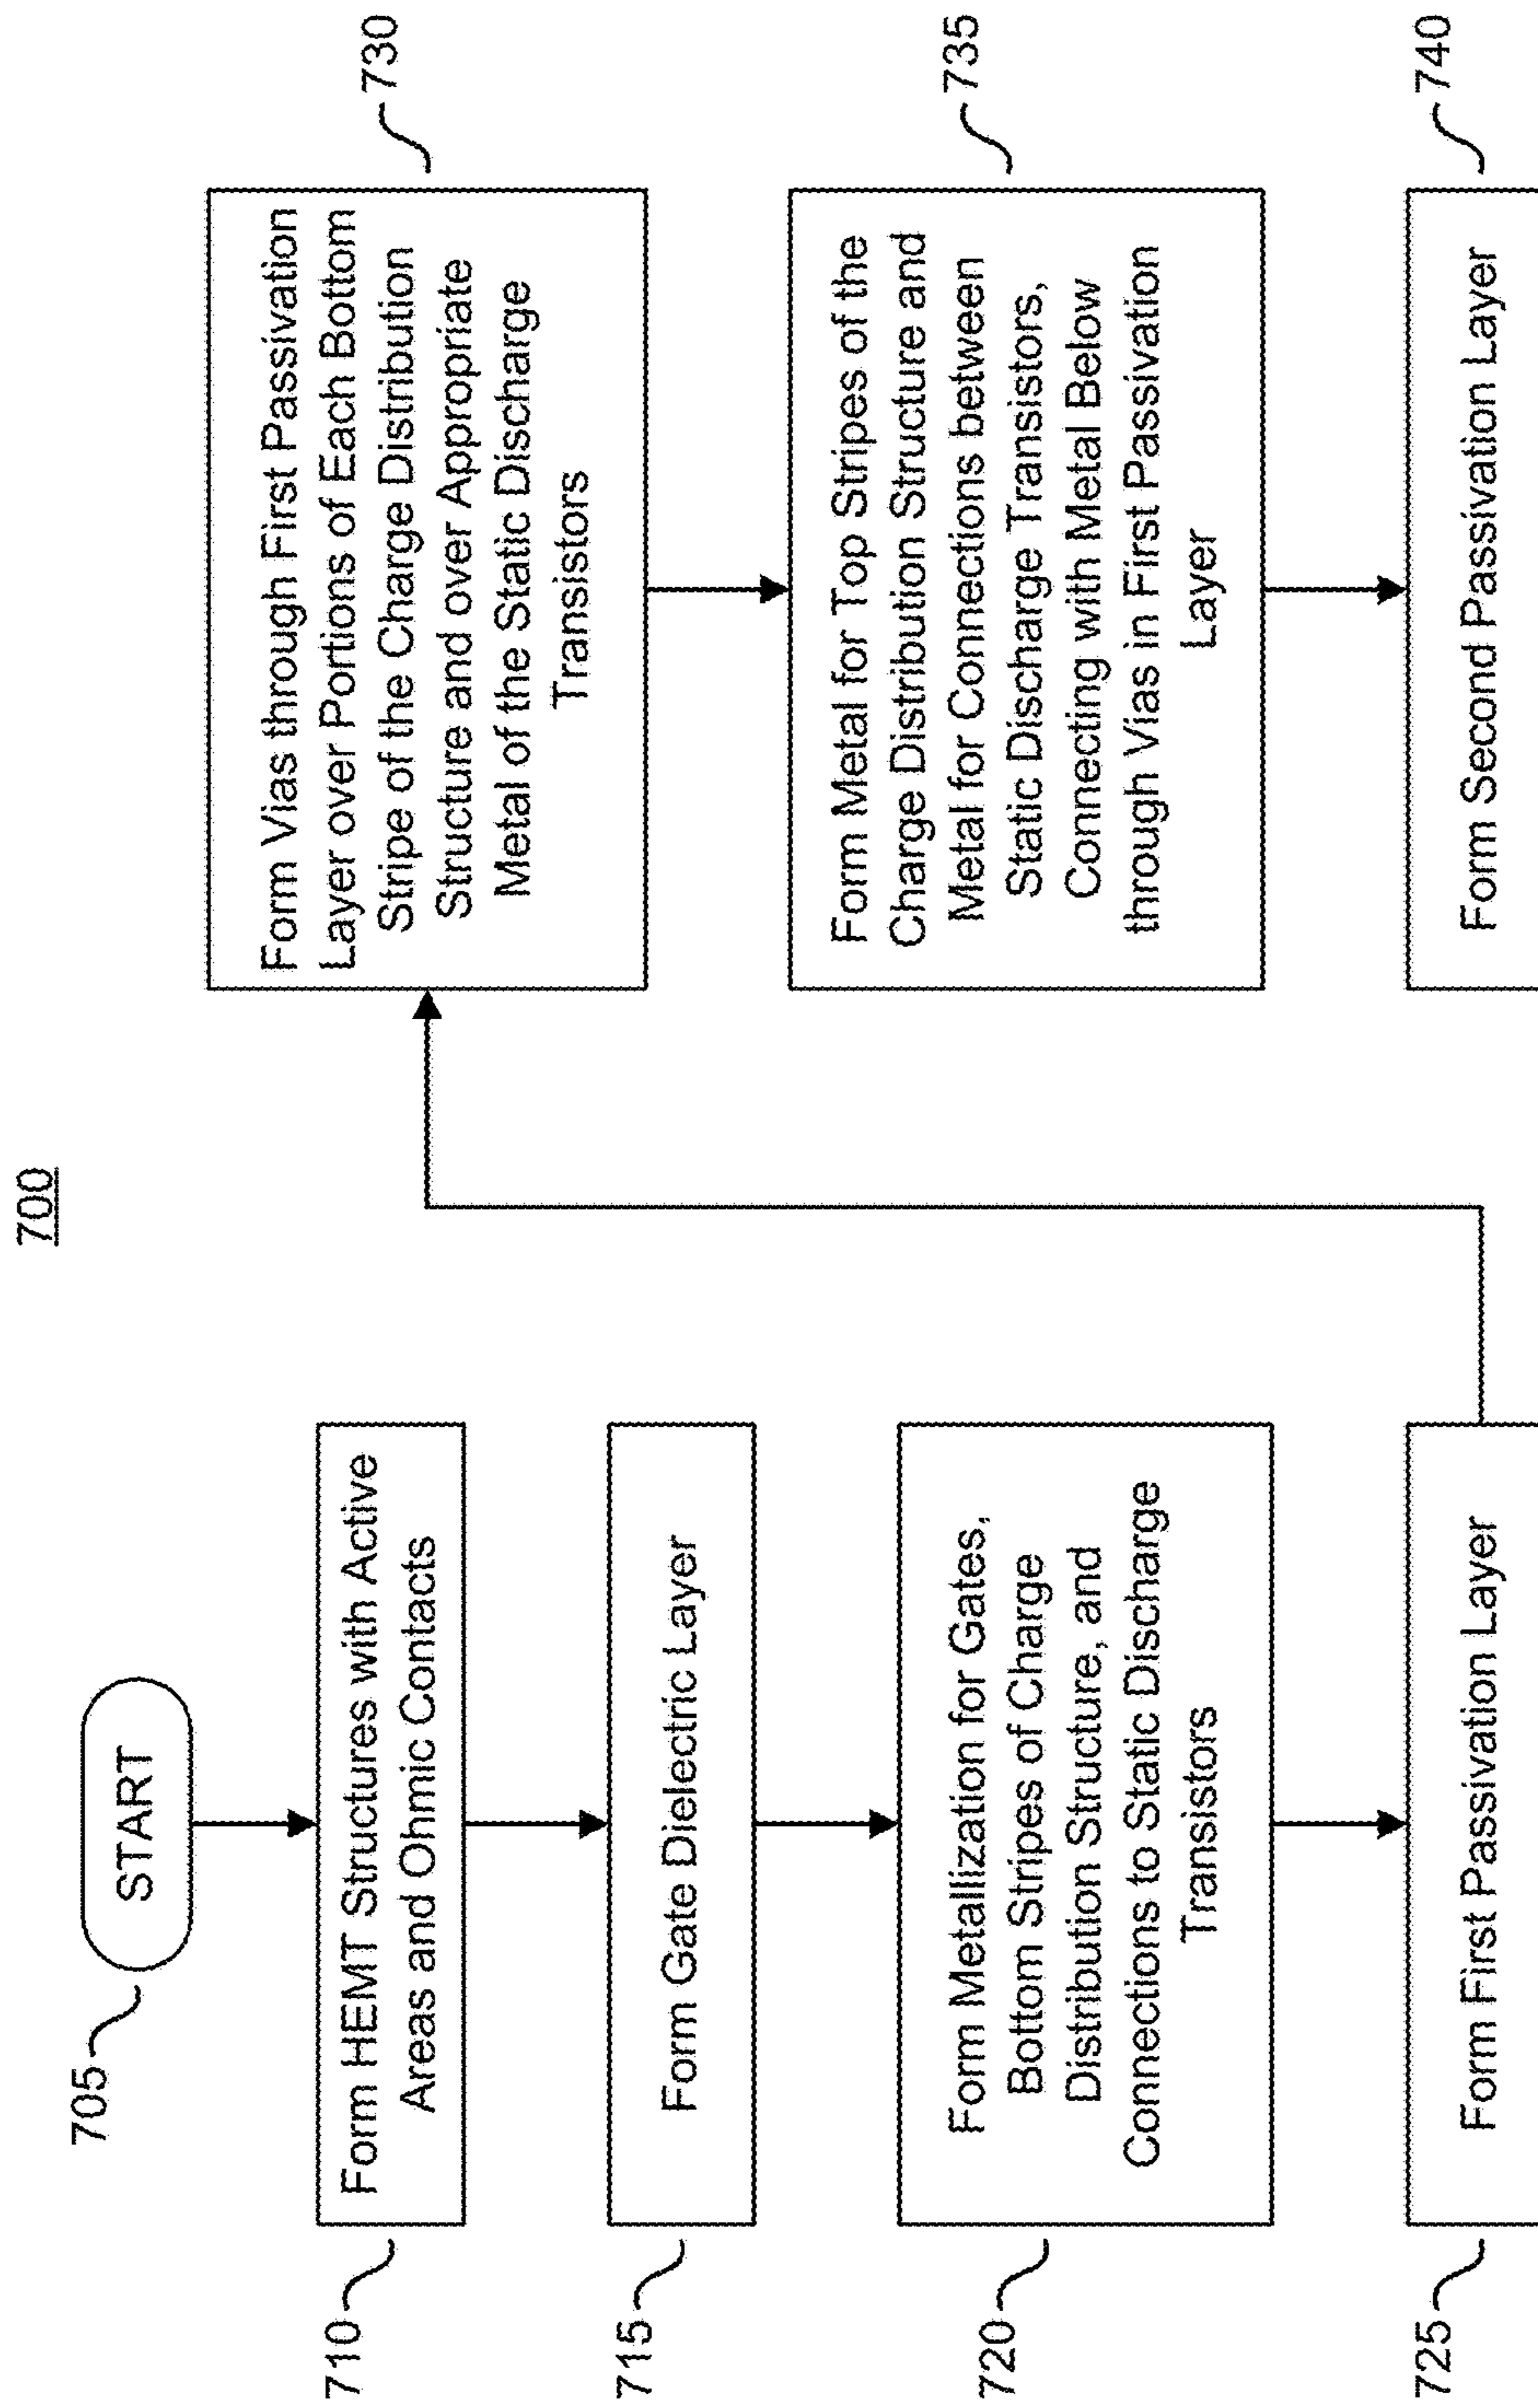 700
START
705
Form HEMT Structures with Active
Areas and Ohmic Contacts
710
Form Gate Dielectric Layer
715
Form Metallization for Gates,
Bottom Stripes of Charge
Distribution Structure, and
Connections to Static Discharge
Transistors
720
Form First Passivation Layer
725
Form Vias through First Passivation
Layer over Portions of Each Bottom
Stripe of the Charge Distribution
Structure and over Appropriate
Metal of the Static Discharge
Transistors
730
Form Metal for Top Stripes of the
Charge Distribution Structure and
Metal for Connections between
Static Discharge Transistors,
Connecting with Metal Below
through Vias in First Passivation
Layer
735
Form Second Passivation Layer
740